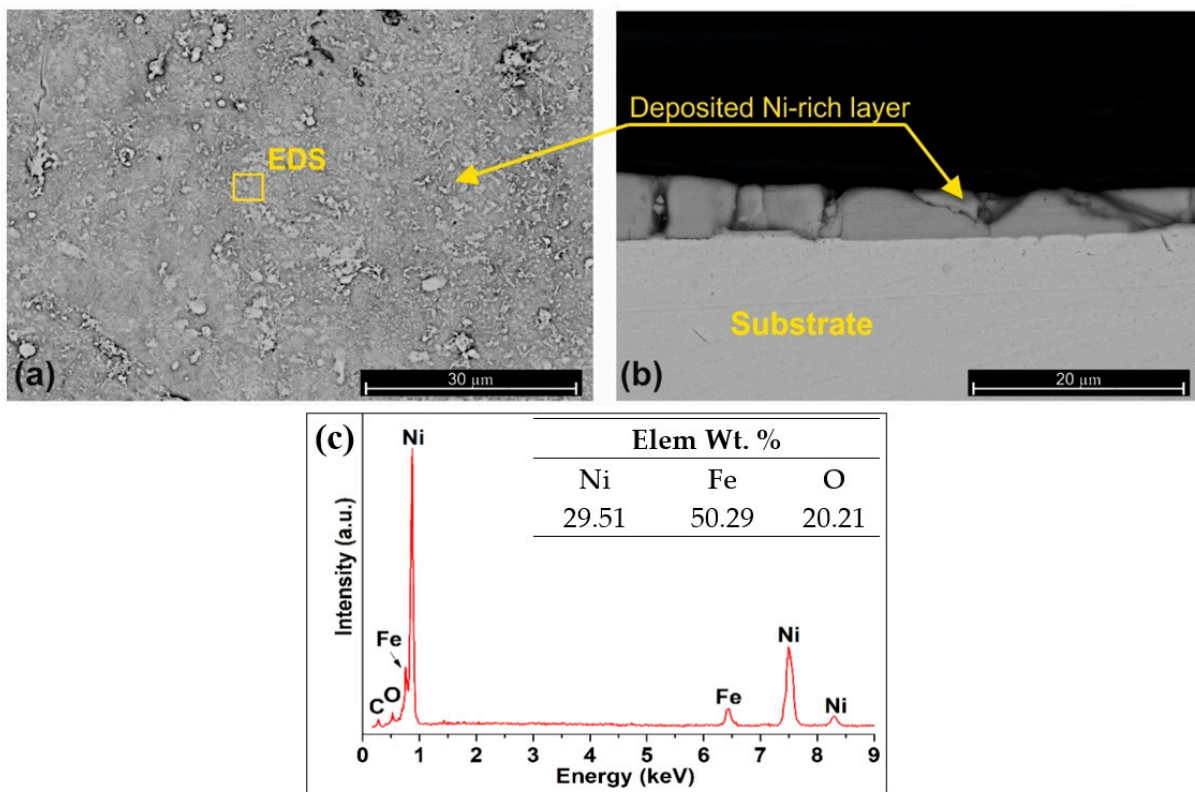 Deposited Ni-rich layer
EDS
(a)
30 µm
Substrate
(b)
20 µm
(c)
Ni
Elem Wt. %
Ni Fe O
29.51 50.29 20.21
Intensity (a.u.)
Fe
C
O
Fe
Ni
Ni
0 1 2 3 4 5 6 7 8 9
Energy (keV)